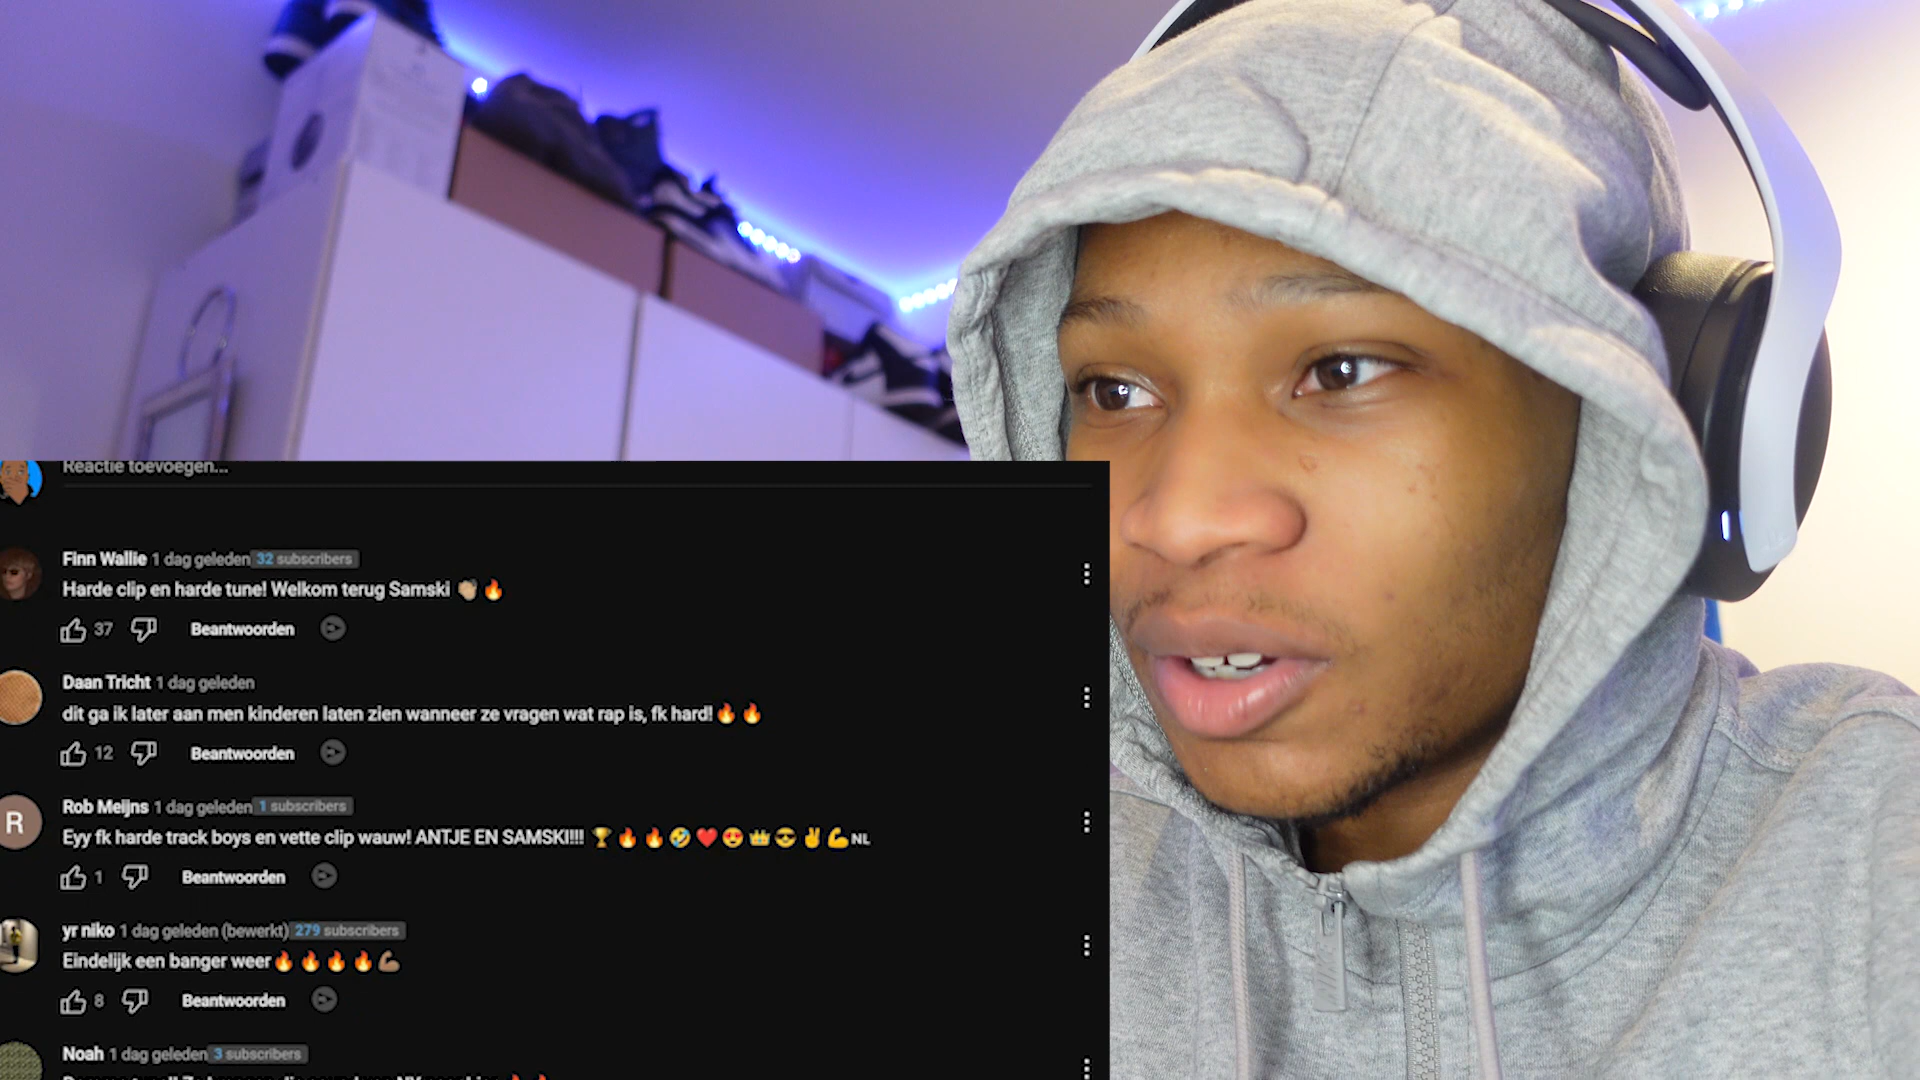 Reactie toevoegen...
Finn Wallie 1 dag geleden 32 subscribers
Harde clip en harde tune! Welkom terug Samski 👏🏼🔥
37 Beantwoorden
Daan Tricht 1 dag geleden
dit ga ik later aan men kinderen laten zien wanneer ze vragen wat rap is, fk hard!🔥🔥
12 Beantwoorden
R
Rob Meijns 1 dag geleden 1 subscribers
Eyy fk harde track boys en vette clip wauw! ANTJE EN SAMSKI!!! 🏆🔥🔥🤣❤️😍👑😎✌️💪NL
1 Beantwoorden
yr niko 1 dag geleden (bewerkt) 279 subscribers
Eindelijk een banger weer🔥🔥🔥🔥💪🏽
8 Beantwoorden
Noah 1 dag geleden 3 subscribers